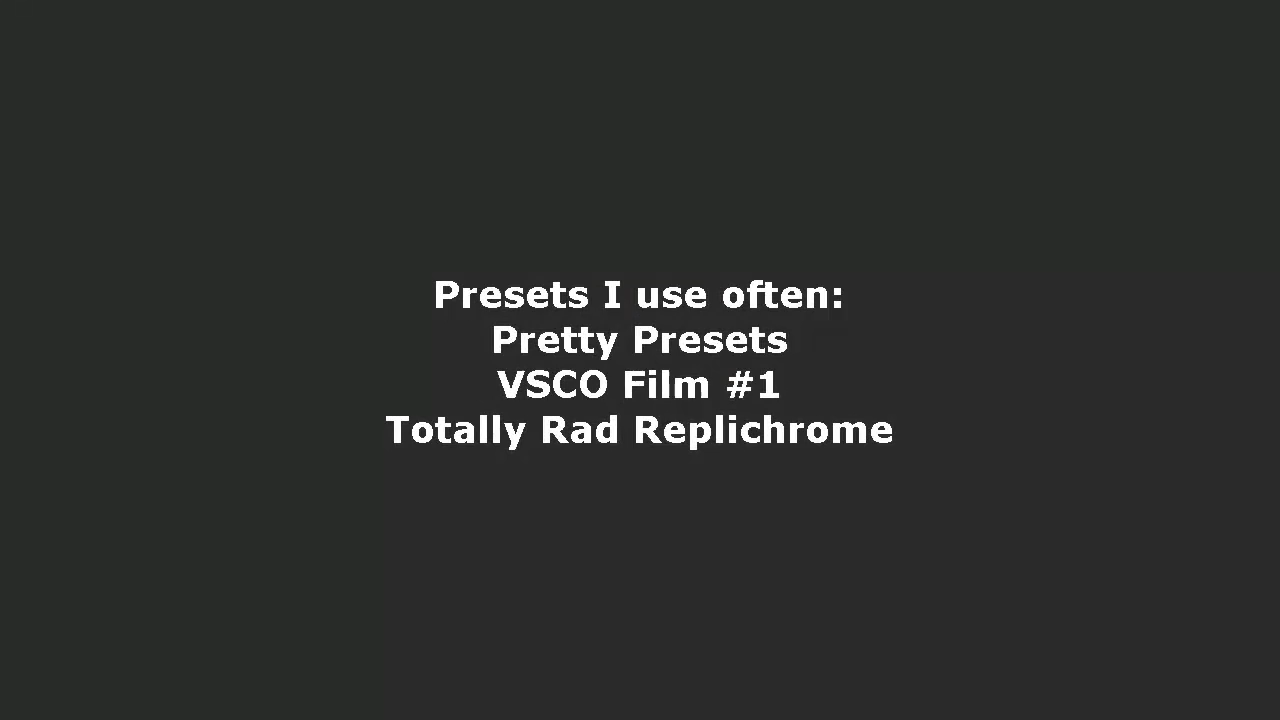 Presets I use often:
Pretty Presets
VSCO Film #1
Totally Rad Replichrome